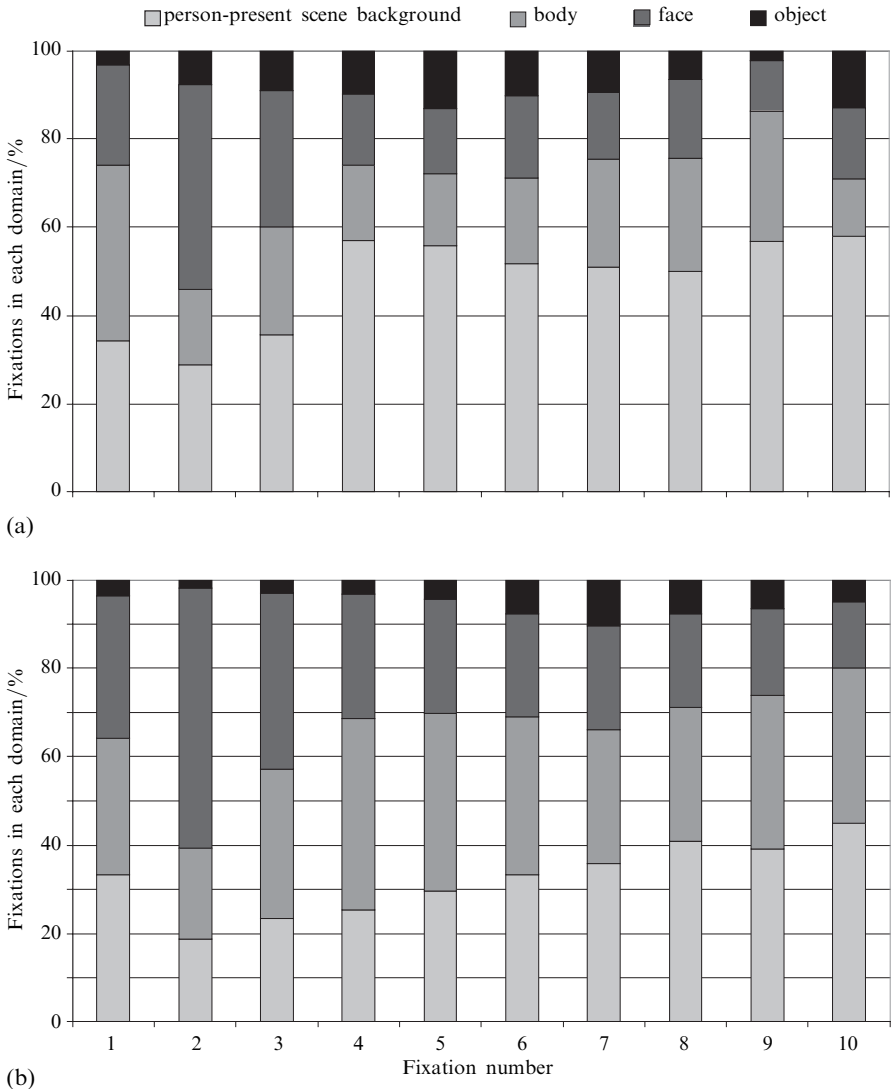 person-present scene background body face object
100
80
60
40
20
0
Fixations in each domain/%
(a)
100
80
60
40
20
0
Fixations in each domain/%
1 2 3 4 5 6 7 8 9 10
Fixation number
(b)